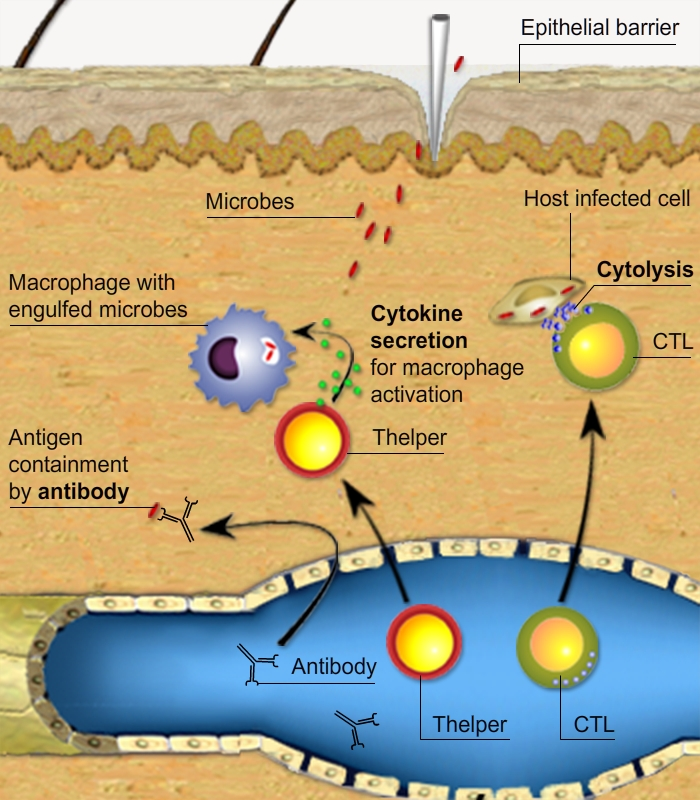 Epithelial barrier
Microbes
Host infected cell
Macrophage with
engulfed microbes
Cytolysis
Cytokine
secretion
for macrophage
activation
CTL
Antigen
containment
by antibody
Thelper
Antibody
Thelper
CTL